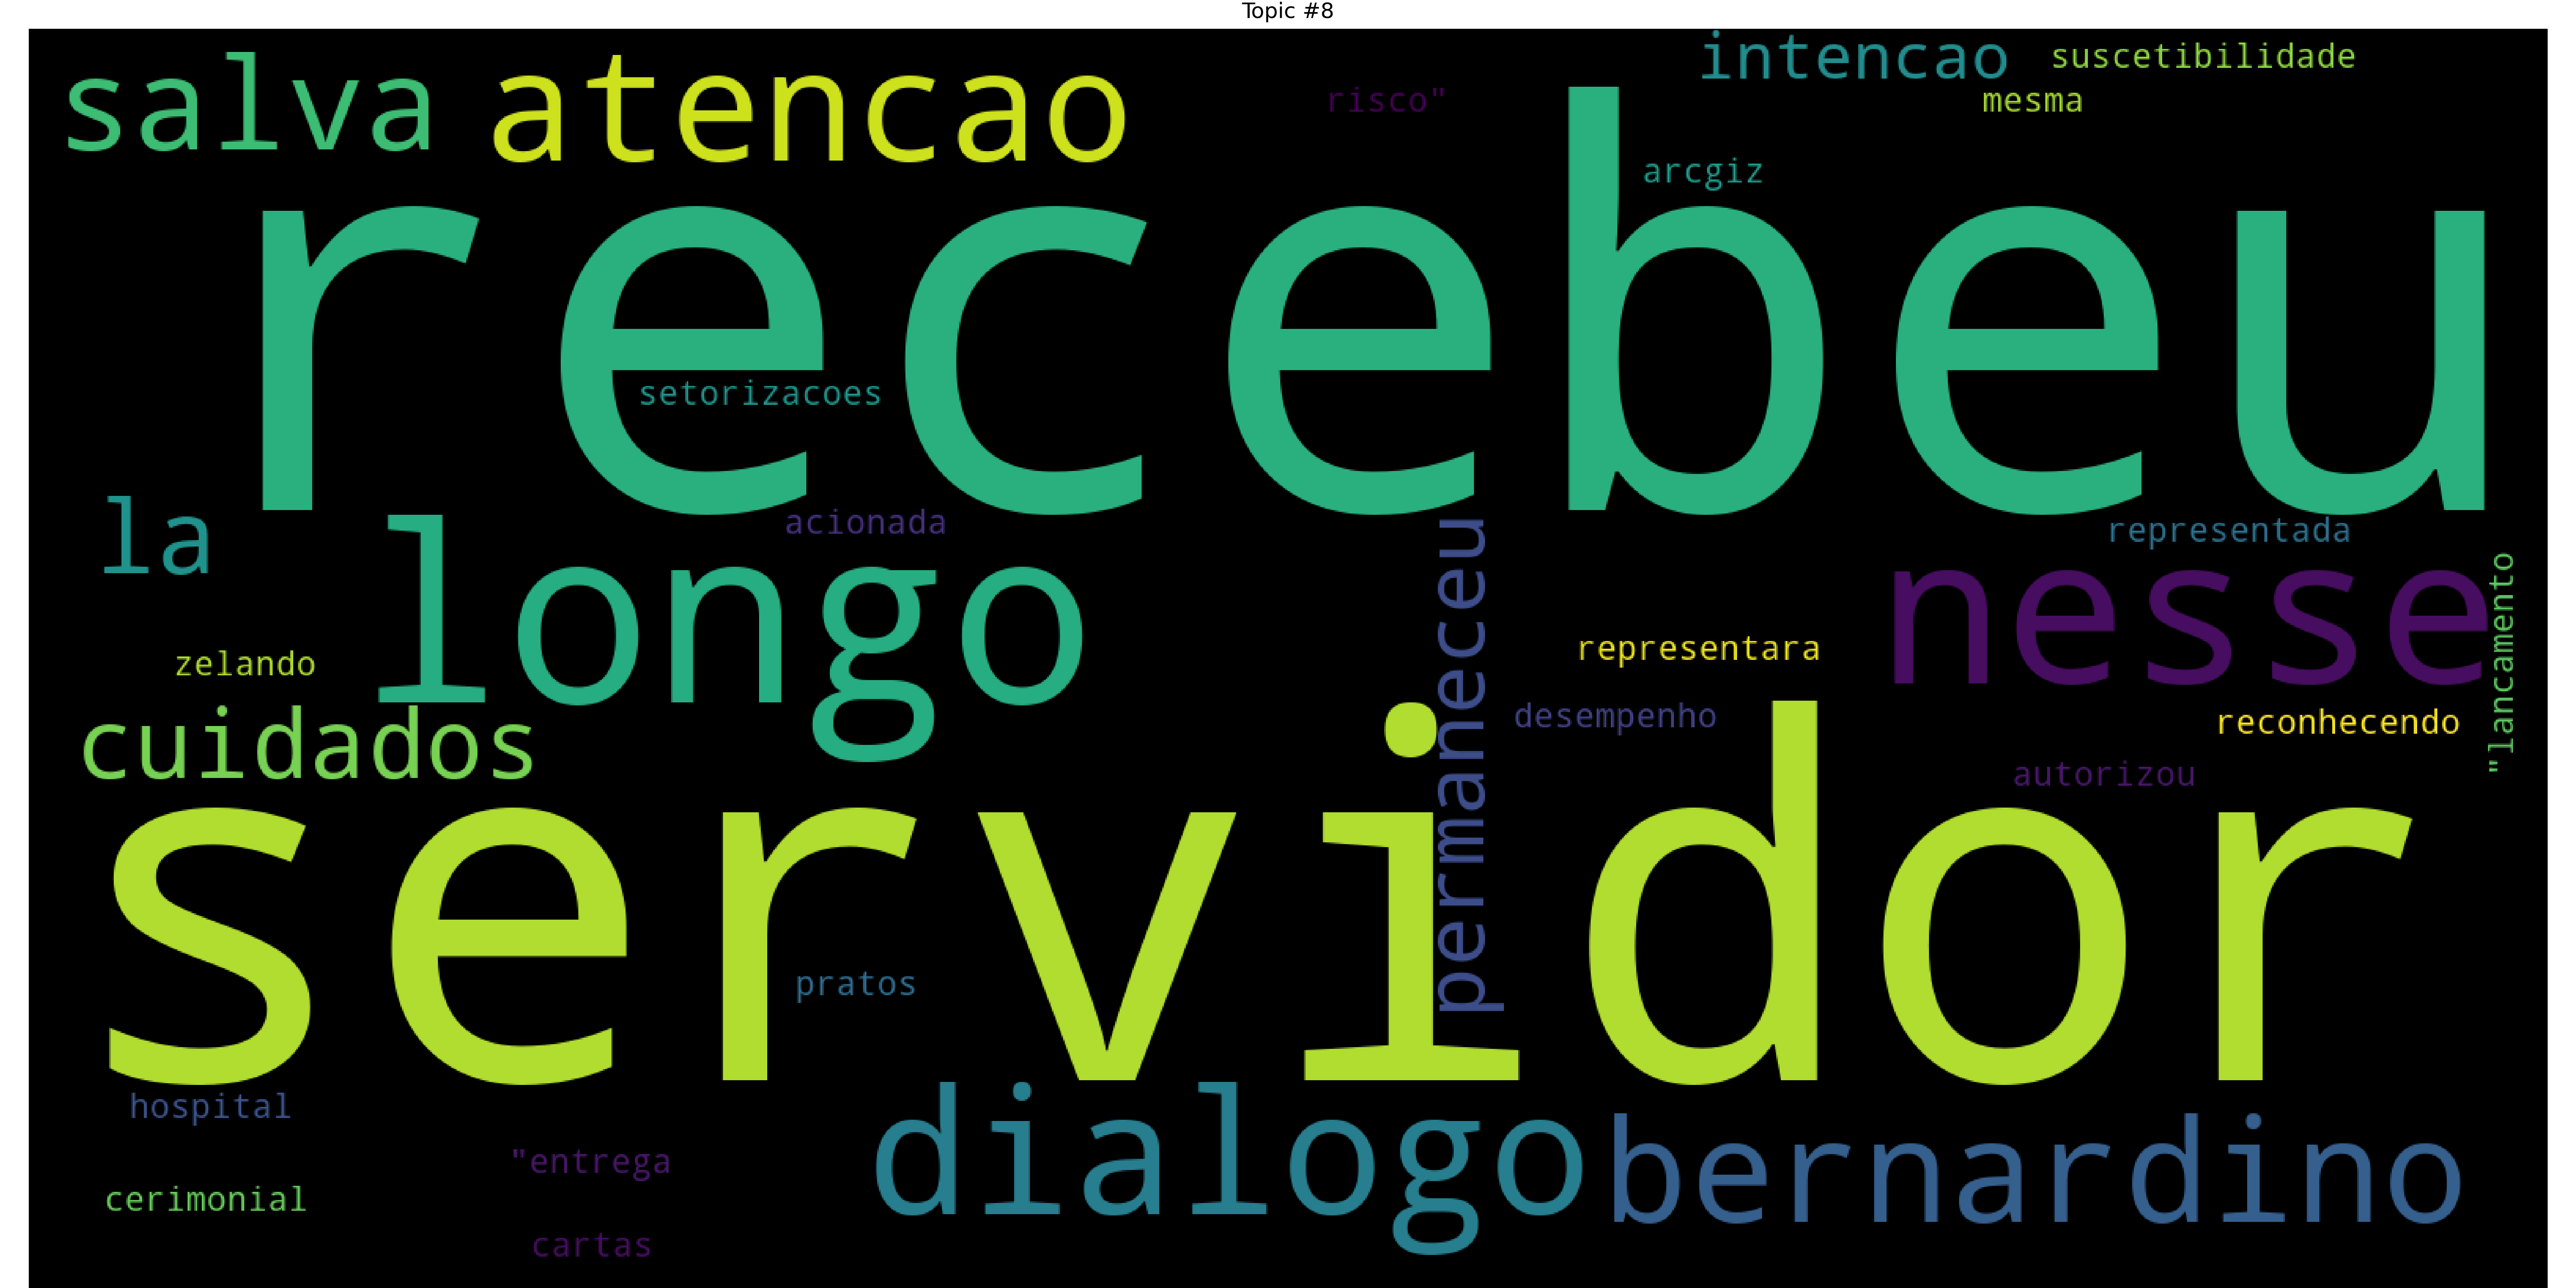 Topic #8
intencao
suscetibilidade
salva
atencao
risco"
mesma
arcgiz
recebeu
setorizacoes
la
acionada
representada
longo
permaneceu
nesse
"lancamento
zelando
representara
cuidados
desempenho
reconhecendo
autorizou
servidor
pratos
hospital
dialogo
bernardino
"entrega
cerimonial
cartas